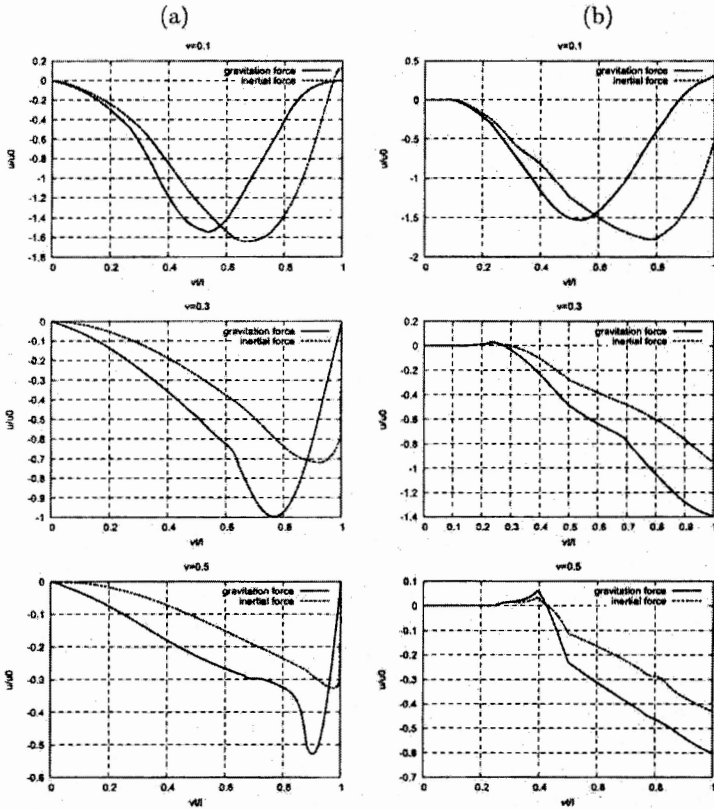 (a) (b)
v=0.1 v=0.1
0.2
0
-0.2
-0.4
-0.6
-0.8
-1
-1.2
-1.4
-1.6
-1.8
u/u0
gravitation force
inertial force
0 0.2 0.4 0.6 0.8 1
vt/l
0.5
0
-0.5
-1
-1.5
-2
u/u0
gravitation force
inertial force
0 0.2 0.4 0.6 0.8 1
vt/l
v=0.3 v=0.3
0
-0.1
-0.2
-0.3
-0.4
-0.5
-0.6
-0.7
-0.8
-0.9
-1
u/u0
gravitation force
inertial force
0 0.2 0.4 0.6 0.8 1
vt/l
0.2
0
-0.2
-0.4
-0.6
-0.8
-1
-1.2
-1.4
u/u0
gravitation force
inertial force
0 0.1 0.2 0.3 0.4 0.5 0.6 0.7 0.8 0.9 1
vt/l
v=0.5 v=0.5
0
-0.1
-0.2
-0.3
-0.4
-0.5
-0.6
u/u0
gravitation force
inertial force
0 0.2 0.4 0.6 0.8 1
vt/l
0.1
0
-0.1
-0.2
-0.3
-0.4
-0.5
-0.6
-0.7
u/u0
gravitation force
inertial force
0 0.2 0.4 0.6 0.8 1
vt/l